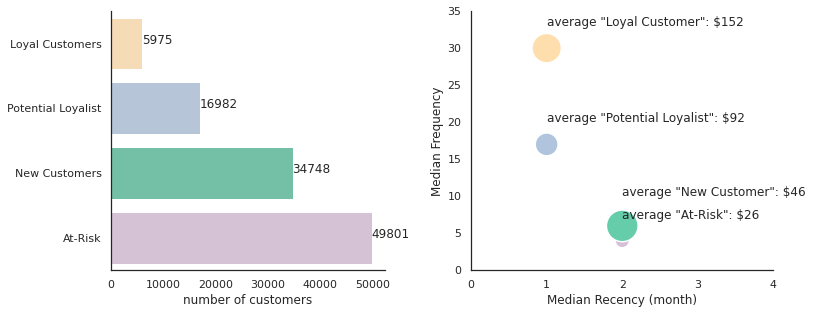 Loyal Customers
5975
Potential Loyalist
16982
New Customers
34748
At-Risk
49801
0 10000 20000 30000 40000 50000
number of customers
35
30
25
20
15
10
5
0
Median Frequency
average "Loyal Customer": $152
average "Potential Loyalist": $92
average "New Customer": $46
average "At-Risk": $26
0 1 2 3 4
Median Recency (month)